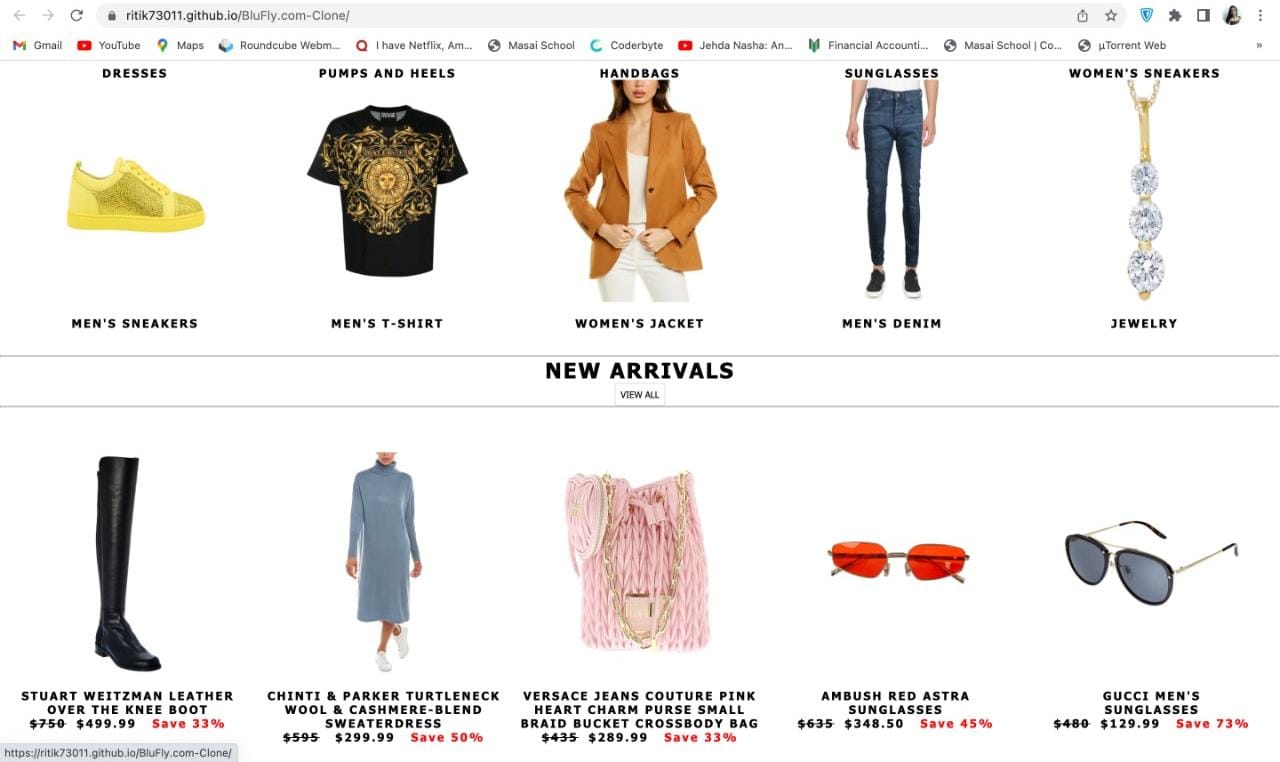 ritik73011.github.io/BluFly.com-Clone/
Gmail YouTube Maps Roundcube Webm... I have Netflix, Am... Masai School Coderbyte Jehda Nasha: An... Financial Accounti... Masai School | Co... µTorrent Web »
DRESSES PUMPS AND HEELS HANDBAGS SUNGLASSES WOMEN'S SNEAKERS
MEN'S SNEAKERS MEN'S T-SHIRT WOMEN'S JACKET MEN'S DENIM JEWELRY
NEW ARRIVALS
VIEW ALL
STUART WEITZMAN LEATHER
OVER THE KNEE BOOT
$750 $499.99 Save 33%
CHINTI & PARKER TURTLENECK
WOOL & CASHMERE-BLEND
SWEATERDRESS
$595 $299.99 Save 50%
VERSACE JEANS COUTURE PINK
HEART CHARM PURSE SMALL
BRAID BUCKET CROSSBODY BAG
$435 $289.99 Save 33%
AMBUSH RED ASTRA
SUNGLASSES
$635 $348.50 Save 45%
GUCCI MEN'S
SUNGLASSES
$480 $129.99 Save 73%
https://ritik73011.github.io/BluFly.com-Clone/